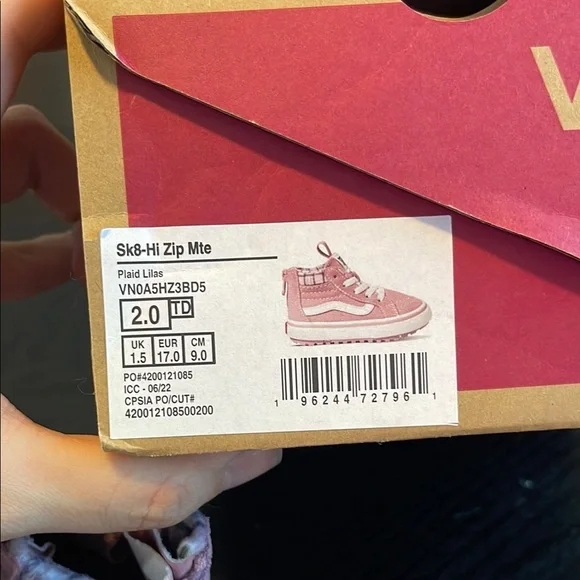 V
Sk8-Hi Zip Mte
Plaid Lilas
VN0A5HZ3BD5
2.0 TD
UK EUR CM
1.5 17.0 9.0
PO#4200121085
ICC - 06/22
CPSIA PO/CUT#
420012108500200
1 96244 72796 1